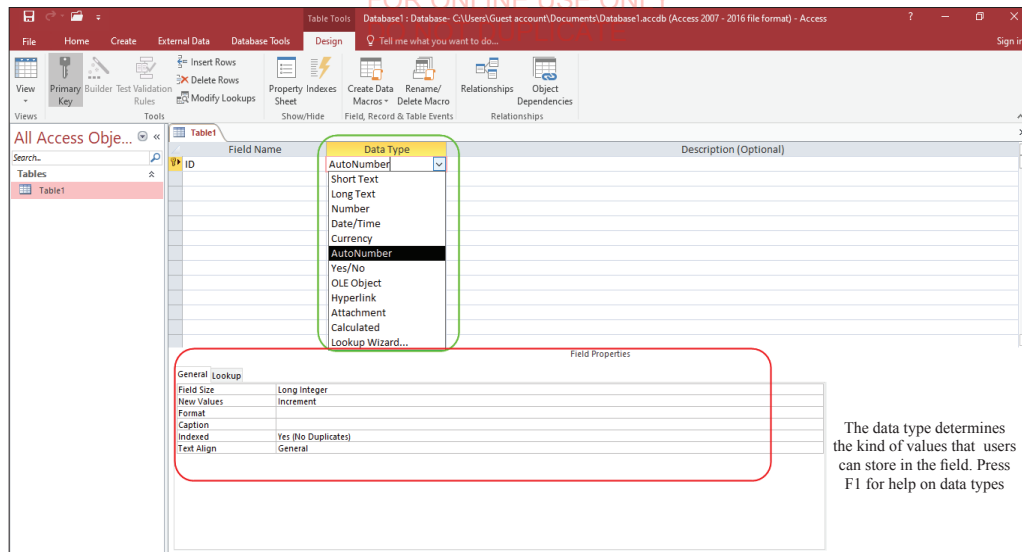 FOR ONLINE USE ONLY
Table Tools Database1 : Database- C:\Users\Guest account\Documents\Database1.accdb (Access 2007 - 2016 file format) - Access ?
File Home Create External Data Database Tools Design Tell me what you want to do... Sign in
Insert Rows
Delete Rows
Modify Lookups
View Primary Key Builder Test Validation Rules Property Sheet Indexes Create Data Macros Rename/ Delete Macro Relationships Object Dependencies
Views Tools Show/Hide Field, Record & Table Events Relationships
All Access Obje... «
Search..
Tables
Table1
Table1
Field Name Data Type Description (Optional)
ID AutoNumber
Short Text
Long Text
Number
Date/Time
Currency
AutoNumber
Yes/No
OLE Object
Hyperlink
Attachment
Calculated
Lookup Wizard...
Field Properties
General Lookup
Field Size Long Integer
New Values Increment
Format
Caption
Indexed Yes (No Duplicates)
Text Align General
The data type determines
the kind of values that users
can store in the field. Press
F1 for help on data types